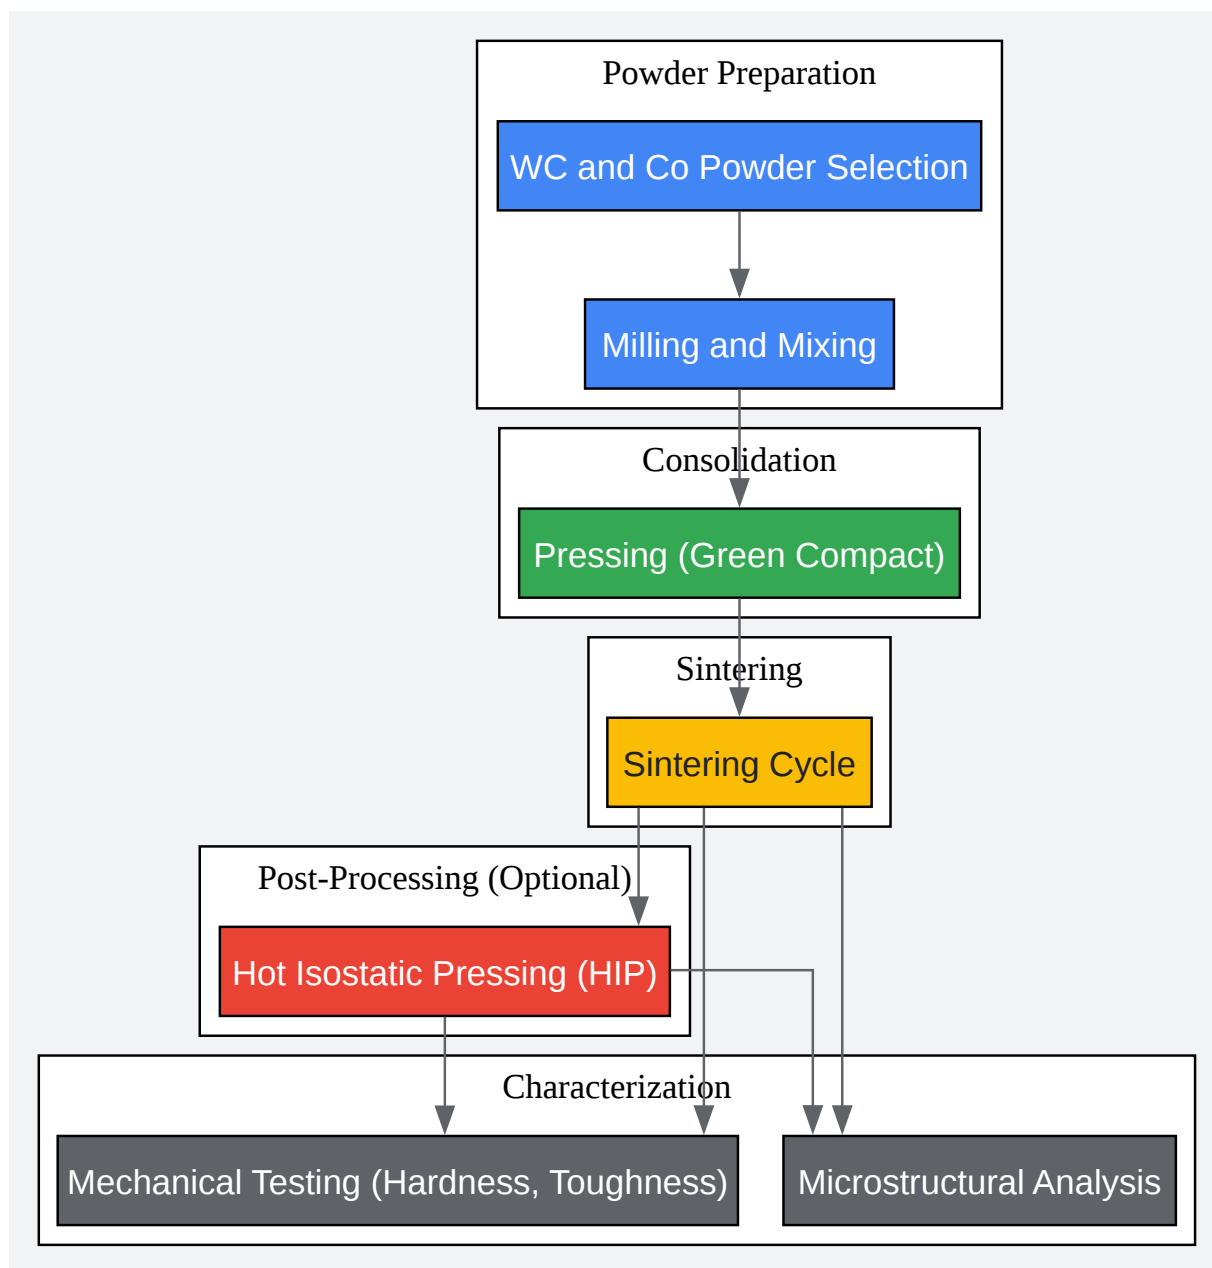 Powder Preparation
WC and Co Powder Selection
Milling and Mixing
Consolidation
Pressing (Green Compact)
Sintering
Sintering Cycle
Post-Processing (Optional)
Hot Isostatic Pressing (HIP)
Characterization
Mechanical Testing (Hardness, Toughness)
Microstructural Analysis